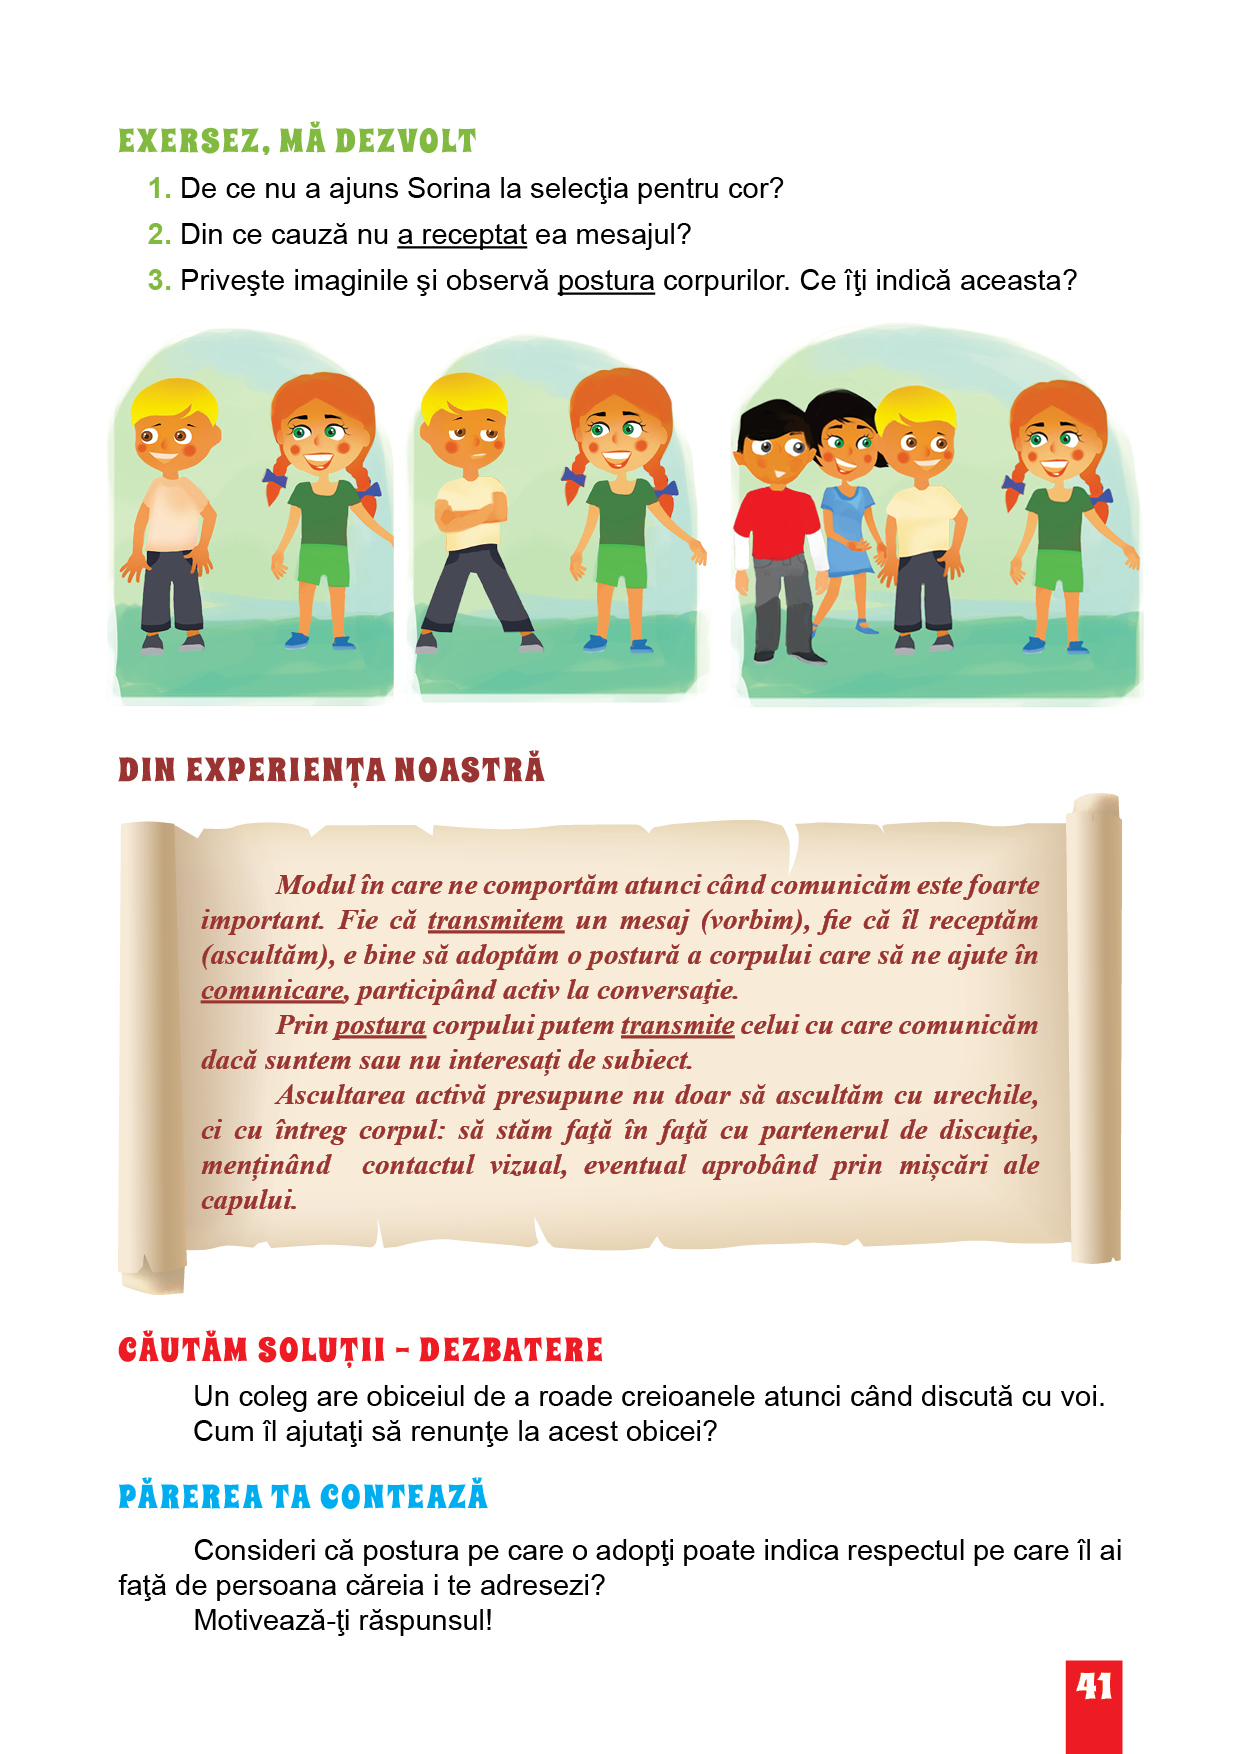 EXERSEZ, MĂ DEZVOLT
1. De ce nu a ajuns Sorina la selecţia pentru cor?
2. Din ce cauză nu a receptat ea mesajul?
3. Priveşte imaginile şi observă postura corpurilor. Ce îţi indică aceasta?
DIN EXPERIENȚA NOASTRĂ
Modul în care ne comportăm atunci când comunicăm este foarte
important. Fie că transmitem un mesaj (vorbim), fie că îl receptăm
(ascultăm), e bine să adoptăm o postură a corpului care să ne ajute în
comunicare, participând activ la conversaţie.
Prin postura corpului putem transmite celui cu care comunicăm
dacă suntem sau nu interesați de subiect.
Ascultarea activă presupune nu doar să ascultăm cu urechile,
ci cu întreg corpul: să stăm faţă în faţă cu partenerul de discuţie,
menținând contactul vizual, eventual aprobând prin mișcări ale
capului.
CĂUTĂM SOLUȚII – DEZBATERE
Un coleg are obiceiul de a roade creioanele atunci când discută cu voi.
Cum îl ajutaţi să renunţe la acest obicei?
PĂREREA TA CONTEAZĂ
Consideri că postura pe care o adopţi poate indica respectul pe care îl ai
faţă de persoana căreia i te adresezi?
Motivează-ţi răspunsul!
41